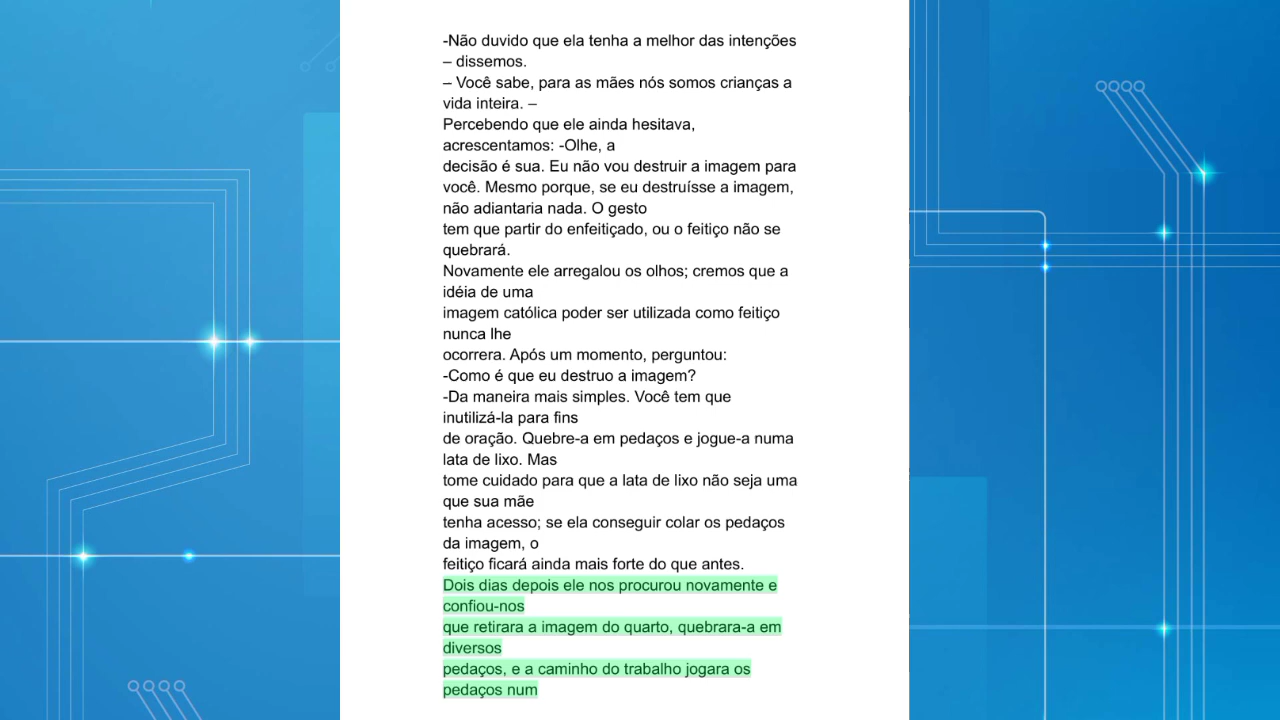 -Não duvido que ela tenha a melhor das intenções
– dissemos.
– Você sabe, para as mães nós somos crianças a
vida inteira. –
Percebendo que ele ainda hesitava,
acrescentamos: -Olhe, a
decisão é sua. Eu não vou destruir a imagem para
você. Mesmo porque, se eu destruísse a imagem,
não adiantaria nada. O gesto
tem que partir do enfeitiçado, ou o feitiço não se
quebrará.
Novamente ele arregalou os olhos; cremos que a
idéia de uma
imagem católica poder ser utilizada como feitiço
nunca lhe
ocorrera. Após um momento, perguntou:
-Como é que eu destruo a imagem?
-Da maneira mais simples. Você tem que
inutilizá-la para fins
de oração. Quebre-a em pedaços e jogue-a numa
lata de lixo. Mas
tome cuidado para que a lata de lixo não seja uma
que sua mãe
tenha acesso; se ela conseguir colar os pedaços
da imagem, o
feitiço ficará ainda mais forte do que antes.
Dois dias depois ele nos procurou novamente e
confiou-nos
que retirara a imagem do quarto, quebrara-a em
diversos
pedaços, e a caminho do trabalho jogara os
pedaços num